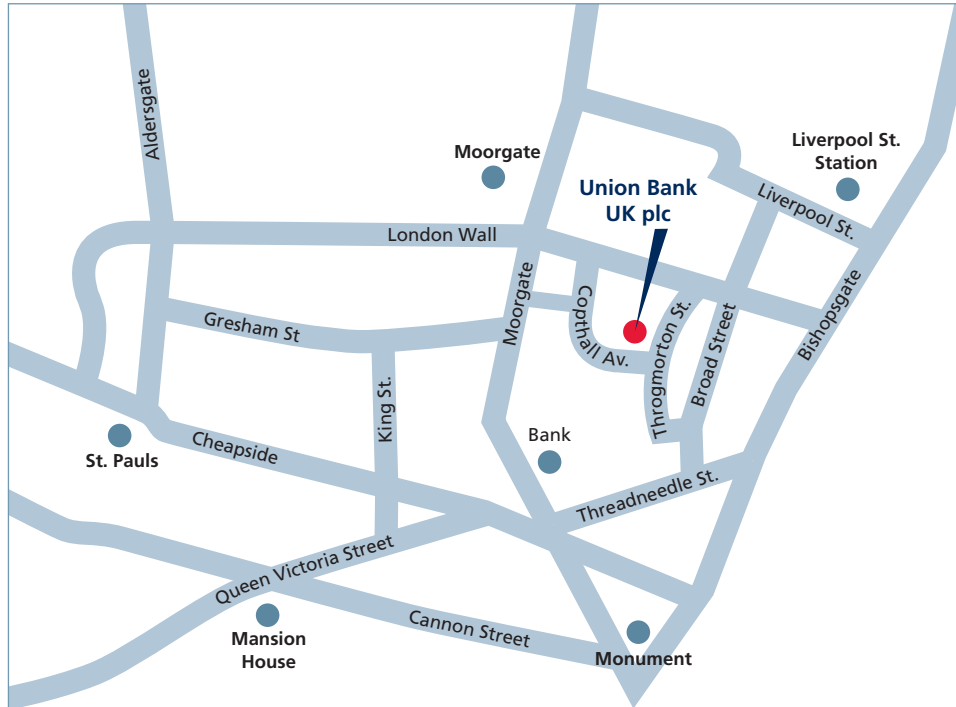 Aldersgate
Moorgate
Liverpool St.
Station
Union Bank
UK plc
Liverpool St.
London Wall
Moorgate
Copthall Av.
Throgmorton St.
Broad Street
Bishopsgate
Gresham St
King St.
Cheapside
St. Pauls
Bank
Threadneedle St.
Queen Victoria Street
Cannon Street
Mansion
House
Monument